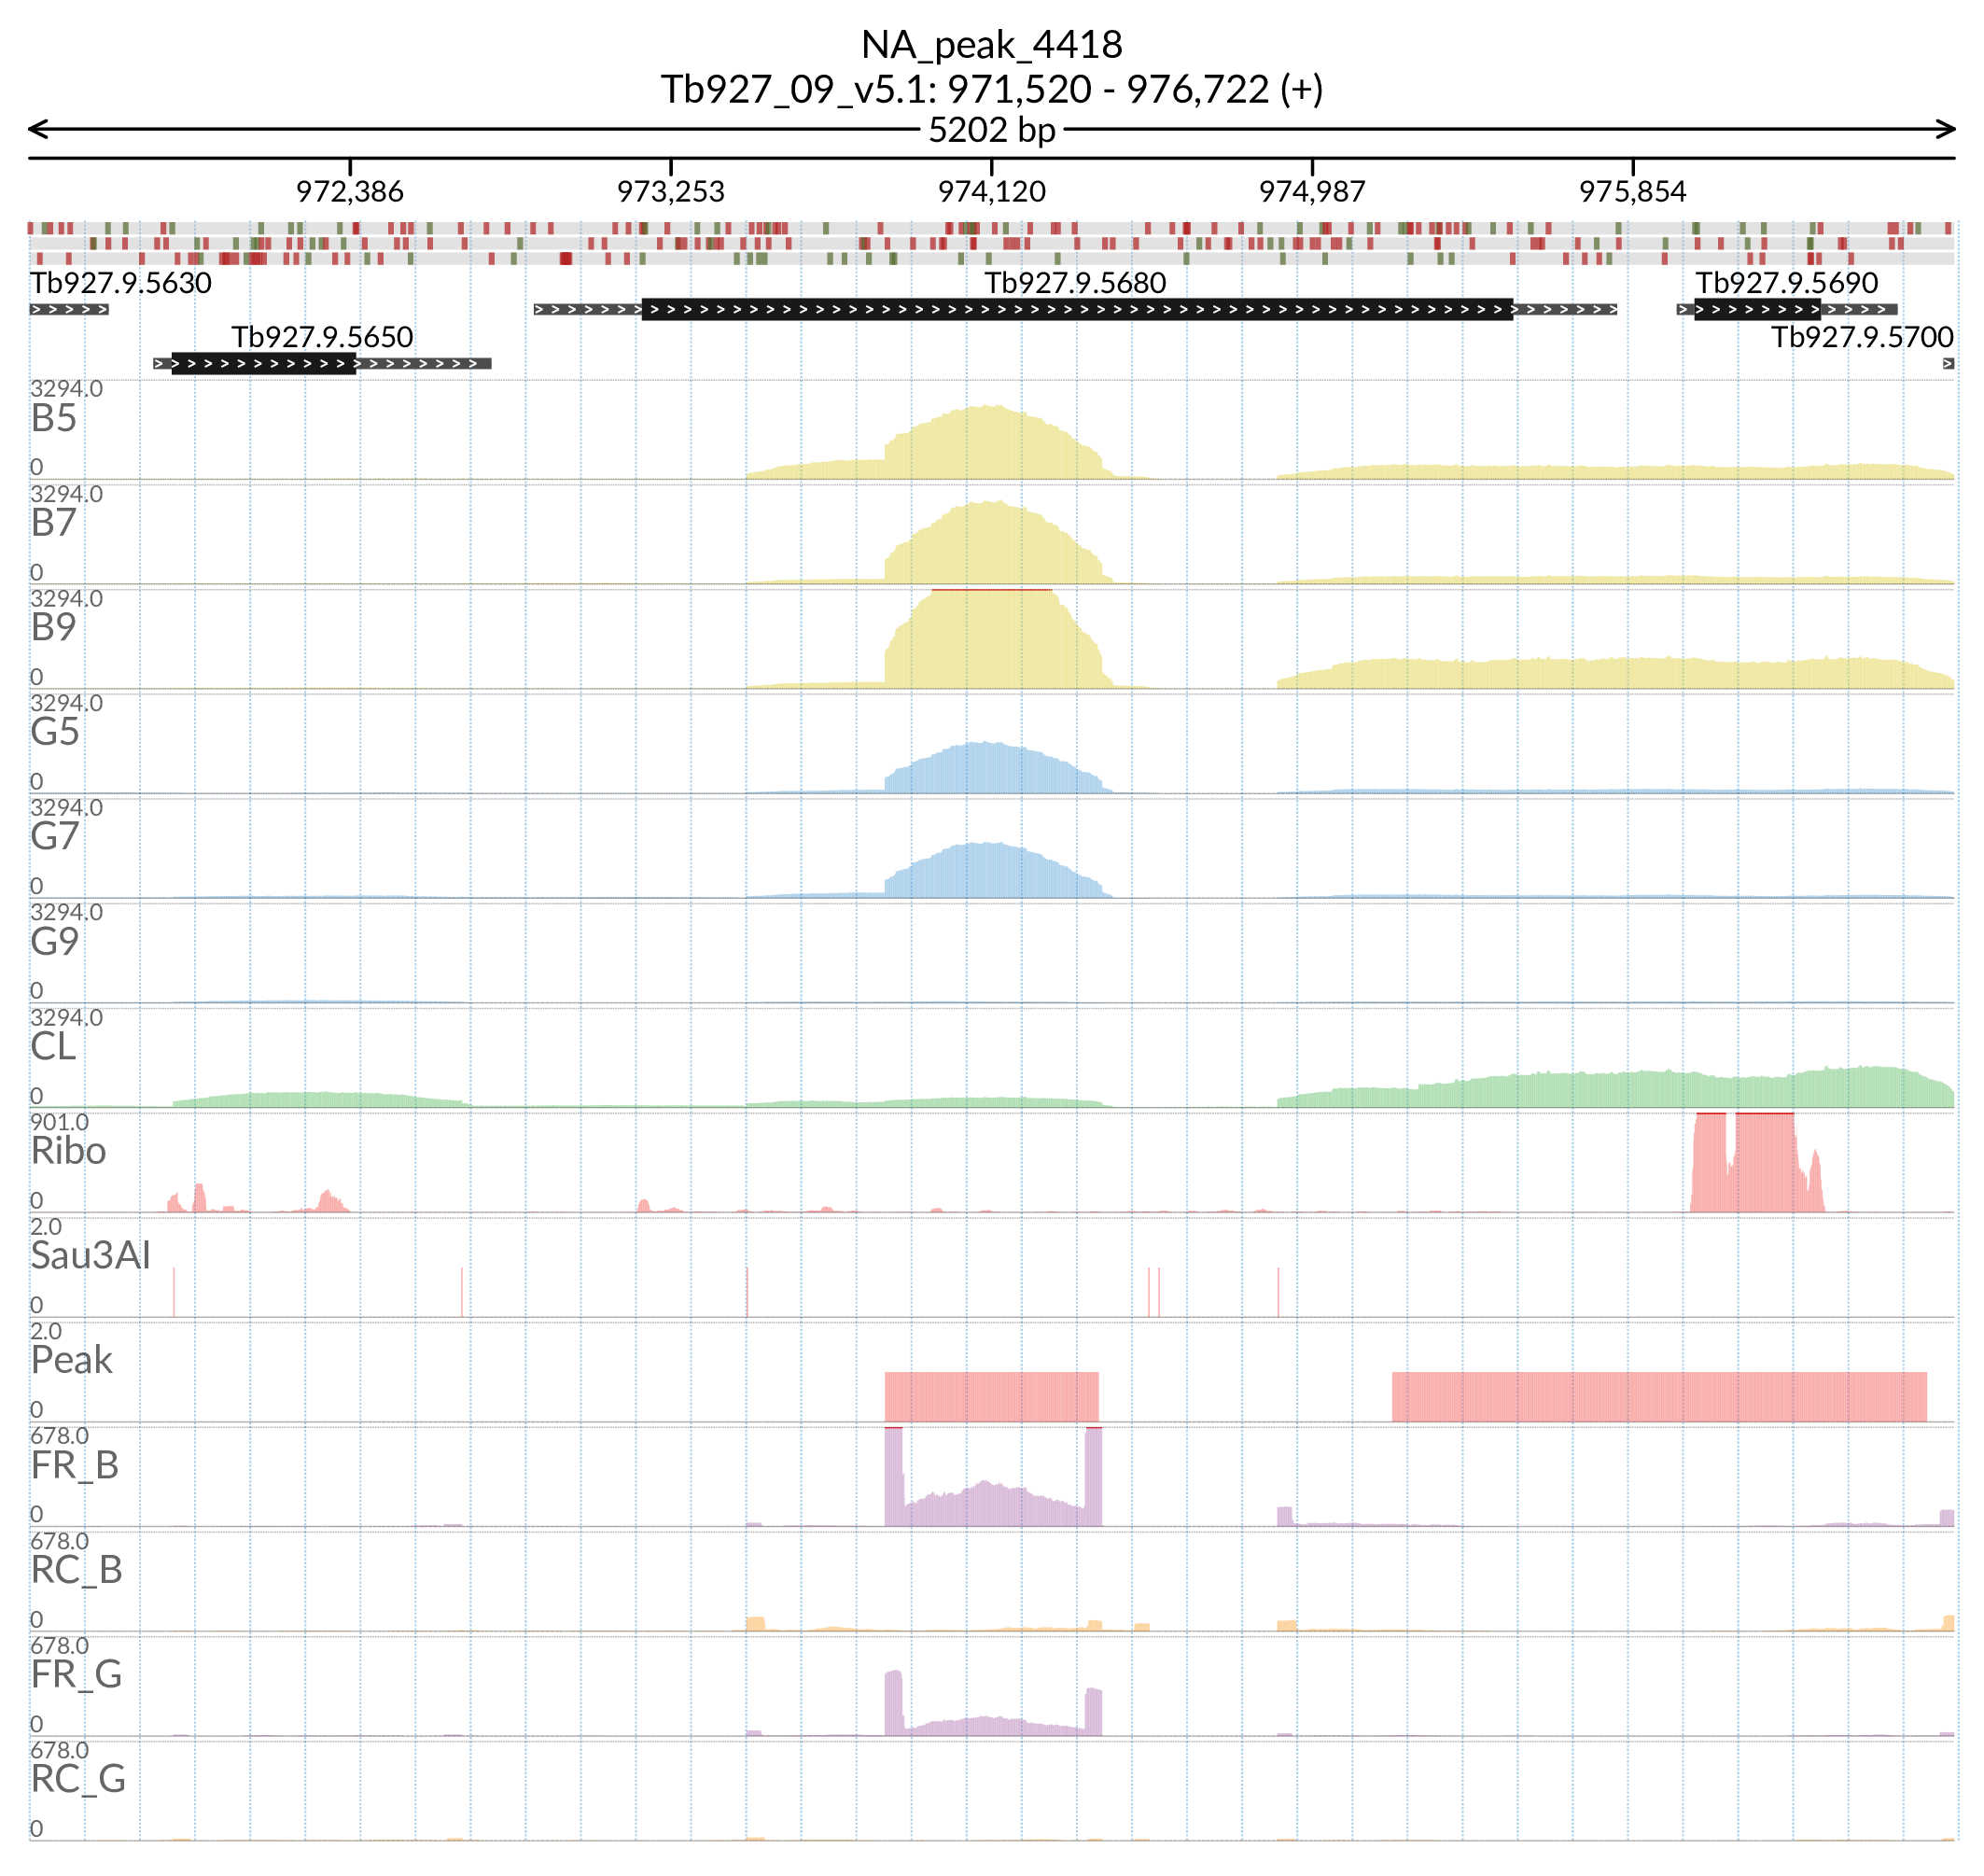 NA_peak_4418
Tb927_09_v5.1: 971,520 - 976,722 (+)
5202 bp
972,386 973,253 974,120 974,987 975,854
Tb927.9.5630 Tb927.9.5680 Tb927.9.5690
Tb927.9.5650 Tb927.9.5700
3294.0
B5
0
3294.0
B7
0
3294.0
B9
0
3294.0
G5
0
3294.0
G7
0
3294.0
G9
0
3294.0
CL
0
901.0
Ribo
0
2.0
Sau3AI
0
2.0
Peak
0
678.0
FR_B
0
678.0
RC_B
0
678.0
FR_G
0
678.0
RC_G
0